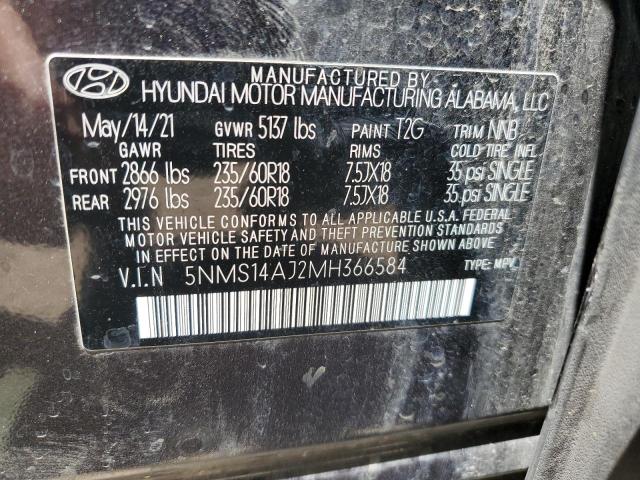 MANUFACTURED BY
HYUNDAI MOTOR MANUFACTURING ALABAMA, LLC
May/14/21 GVWR 5137 lbs PAINT T2G TRIM NNB
GAWR TIRES RIMS COLD TIRE INFL
FRONT 2866 lbs 235/60R18 7.5JX18 35 psi SINGLE
REAR 2976 lbs 235/60R18 7.5JX18 35 psi SINGLE
THIS VEHICLE CONFORMS TO ALL APPLICABLE U.S.A. FEDERAL
MOTOR VEHICLE SAFETY AND THEFT PREVENTION STANDARDS
IN EFFECT ON THE DATE OF MANUFACTURE SHOWN ABOVE.
V.I.N 5NMS14AJ2MH366584 TYPE: MPV